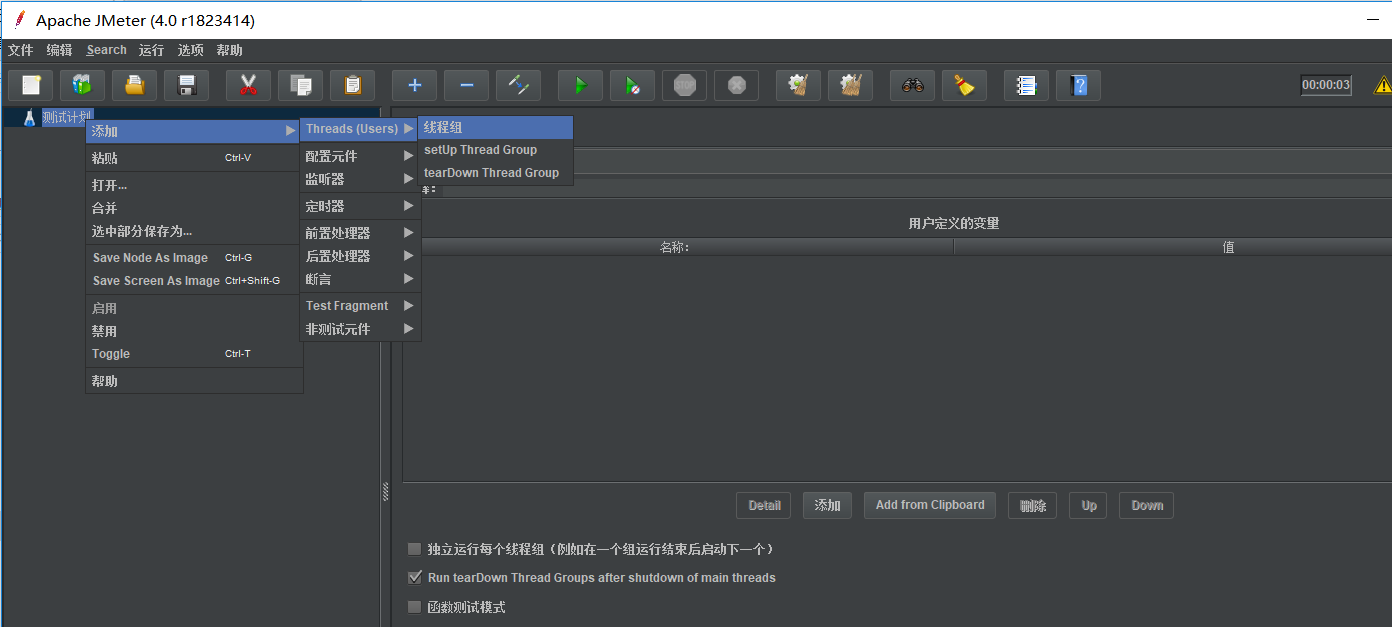 Apache JMeter (4.0 r1823414)
文件 编辑 Search 运行 选项 帮助
STOP
00:00:03
测试计划
添加
粘贴 Ctrl-V
打开...
合并
选中部分保存为...
Save Node As Image Ctrl-G
Save Screen As Image Ctrl+Shift-G
启用
禁用
Toggle Ctrl-T
帮助
Threads (Users)
配置元件
监听器
定时器
前置处理器
后置处理器
断言
Test Fragment
非测试元件
线程组
setUp Thread Group
tearDown Thread Group
用户定义的变量
名称: 值
Detail 添加 Add from Clipboard 删除 Up Down
独立运行每个线程组（例如在一个组运行结束后启动下一个）
Run tearDown Thread Groups after shutdown of main threads
函数测试模式